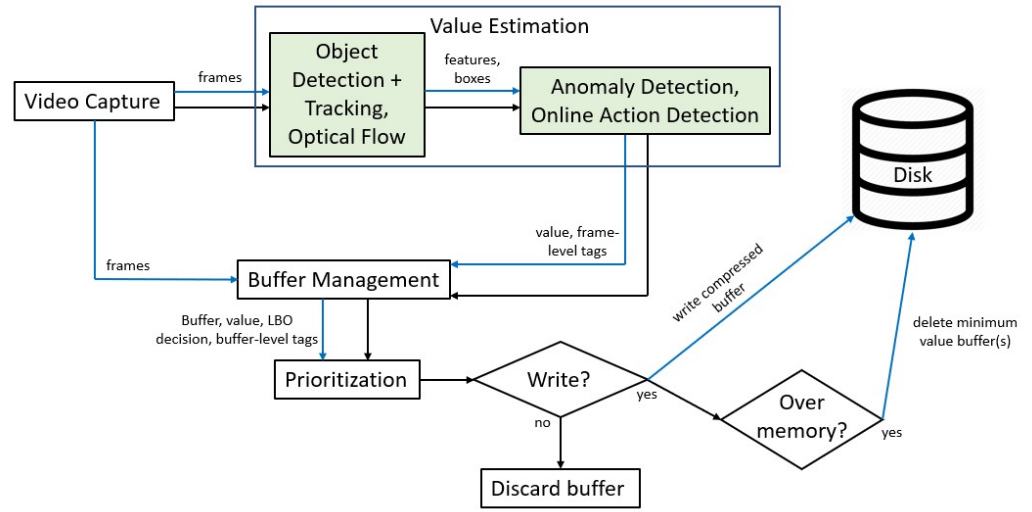 Value Estimation
Object
Detection +
Tracking,
Optical Flow
frames
features,
boxes
Video Capture
Anomaly Detection,
Online Action Detection
Disk
value, frame-
level tags
frames
Buffer Management
write compressed
buffer
Buffer, value, LBO
decision, buffer-level tags
delete minimum
value buffer(s)
Prioritization
Write?
yes
no
Over
memory?
yes
Discard buffer